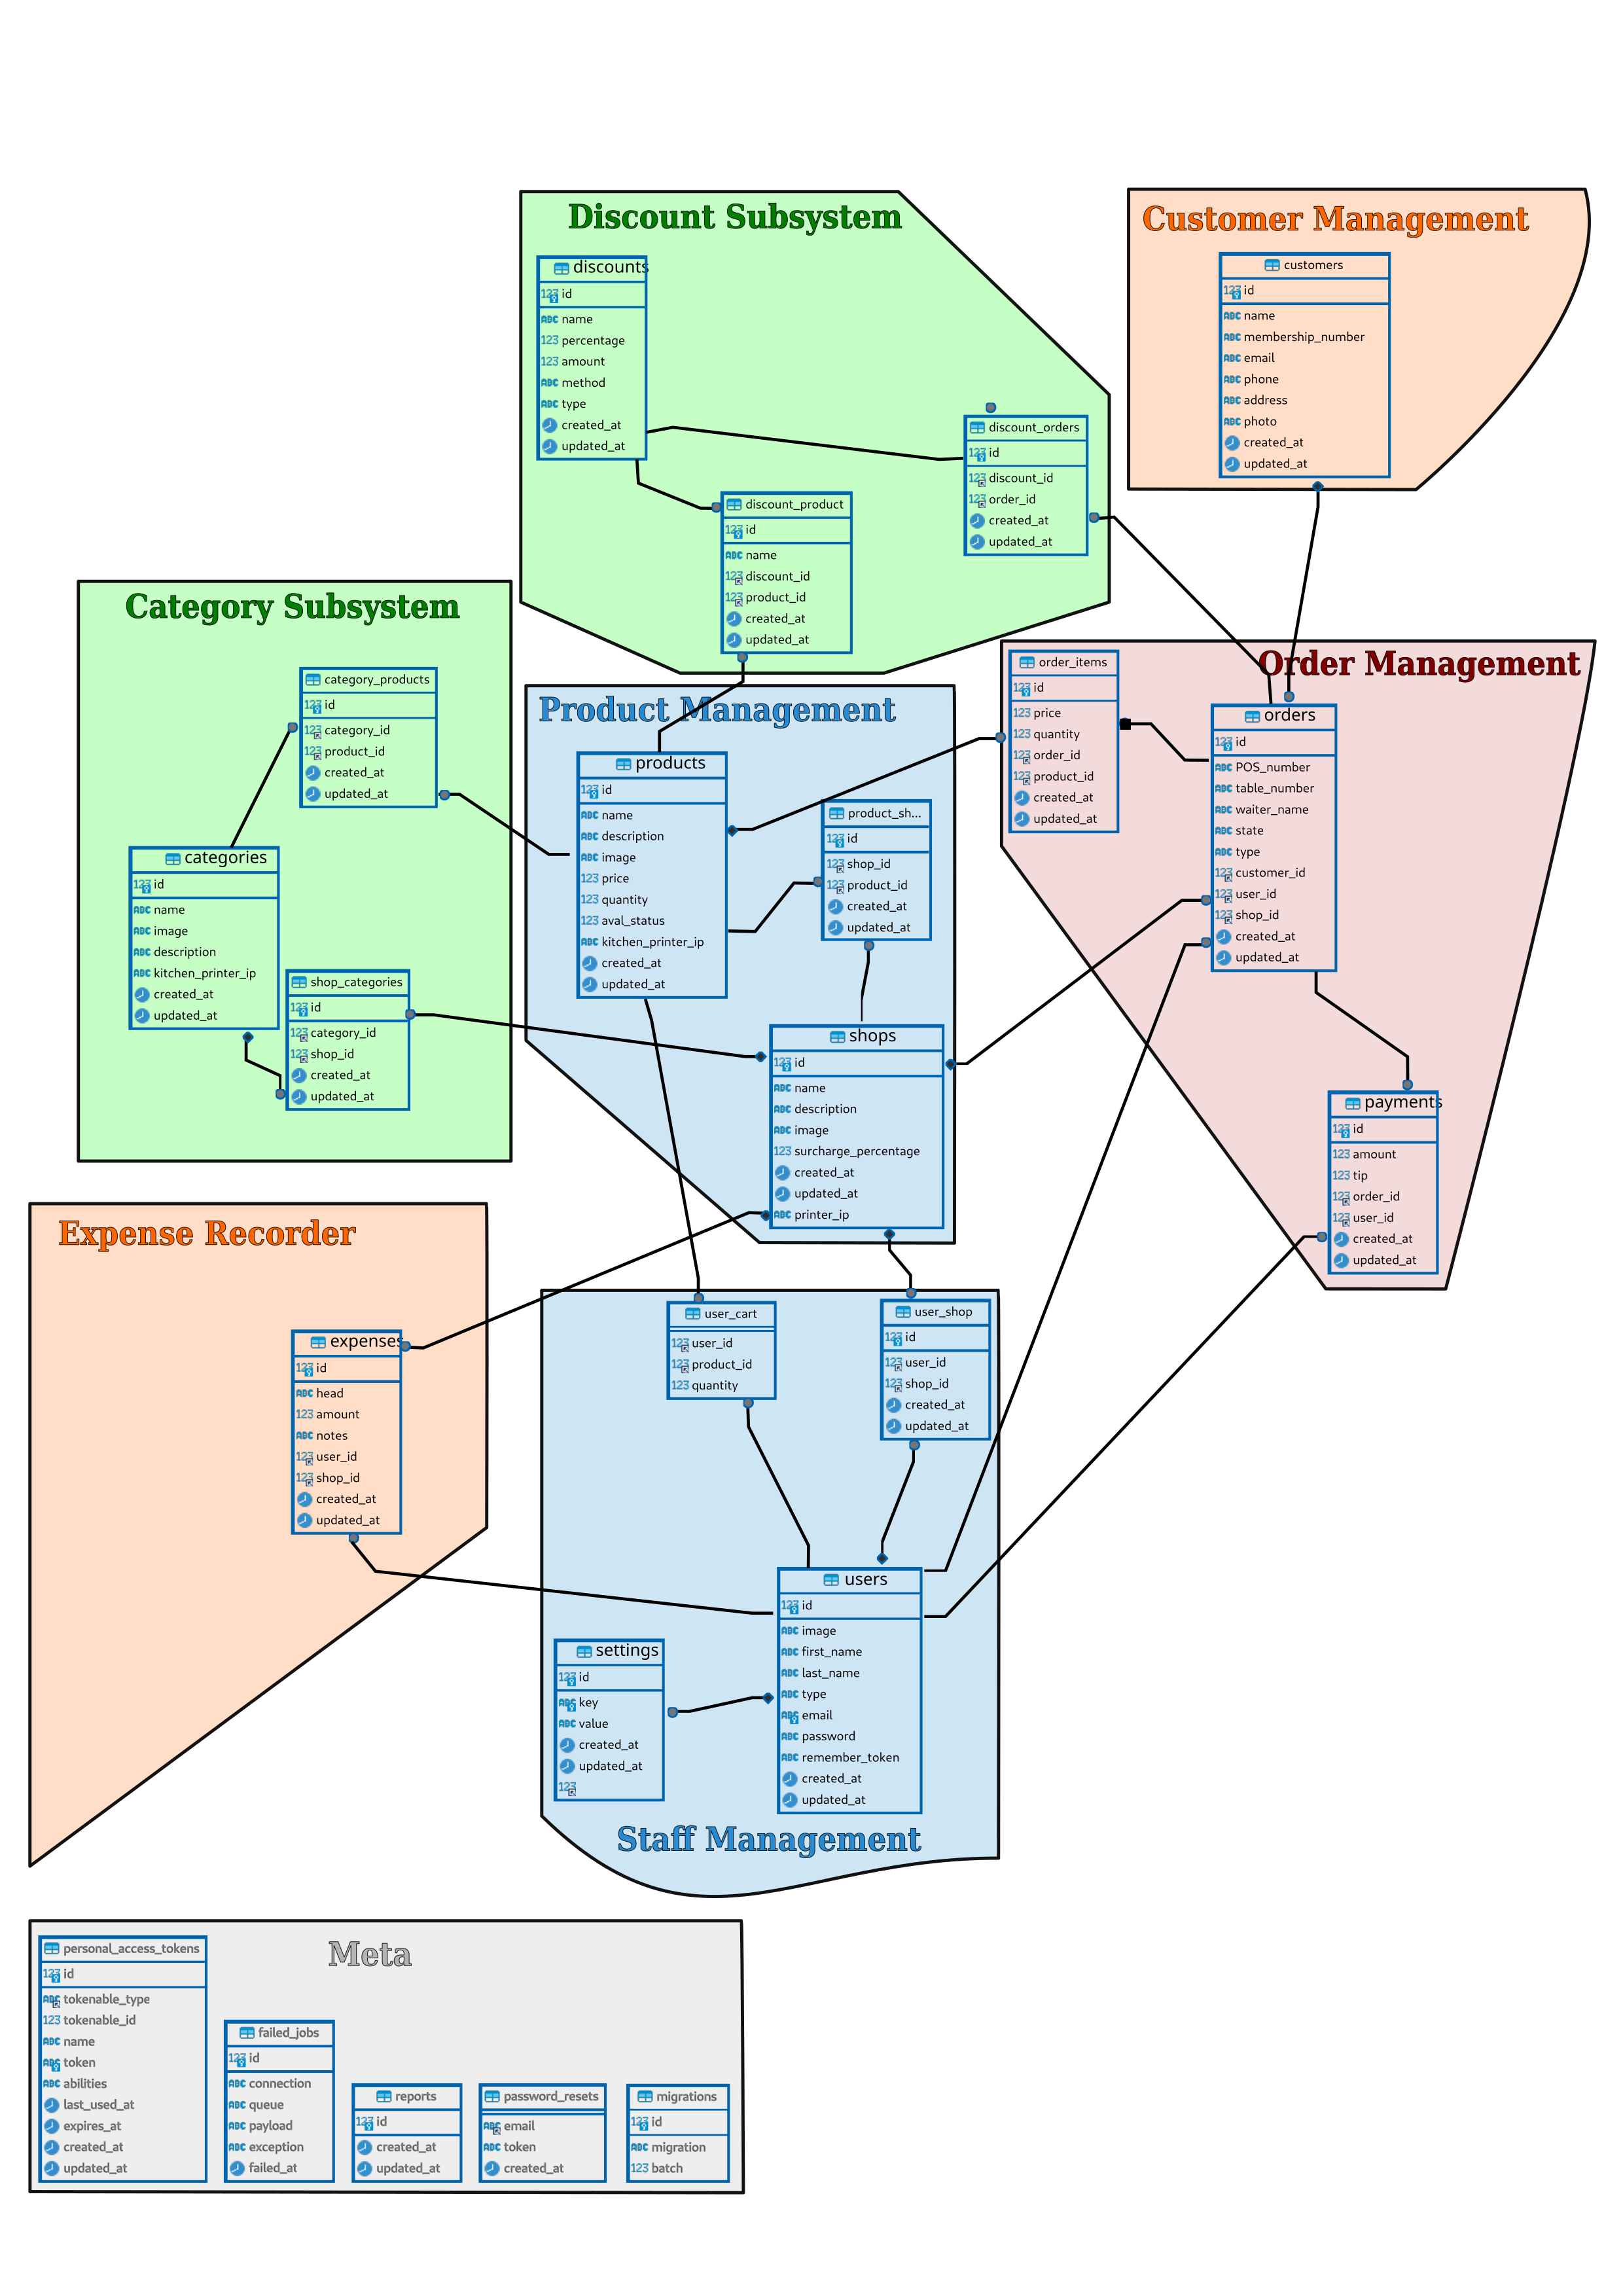 Discount Subsystem
discounts
id
name
percentage
amount
method
type
created_at
updated_at
discount_orders
id
discount_id
order_id
created_at
updated_at
discount_product
id
name
discount_id
product_id
created_at
updated_at
Customer Management
customers
id
name
membership_number
email
phone
address
photo
created_at
updated_at
Category Subsystem
category_products
id
category_id
product_id
created_at
updated_at
categories
id
name
image
description
kitchen_printer_ip
created_at
updated_at
shop_categories
id
category_id
shop_id
created_at
updated_at
Product Management
products
id
name
description
image
price
quantity
aval_status
kitchen_printer_ip
created_at
updated_at
product_sh...
id
shop_id
product_id
created_at
updated_at
shops
id
name
description
image
surcharge_percentage
created_at
updated_at
printer_ip
Order Management
order_items
id
price
quantity
order_id
product_id
created_at
updated_at
orders
id
POS_number
table_number
waiter_name
state
type
customer_id
user_id
shop_id
created_at
updated_at
payments
id
amount
tip
order_id
user_id
created_at
updated_at
Expense Recorder
expenses
id
head
amount
notes
user_id
shop_id
created_at
updated_at
user_cart
user_id
product_id
quantity
user_shop
id
user_id
shop_id
created_at
updated_at
users
id
image
first_name
last_name
type
email
password
remember_token
created_at
updated_at
settings
id
key
value
created_at
updated_at
Staff Management
Meta
personal_access_tokens
id
tokenable_type
tokenable_id
name
token
abilities
last_used_at
expires_at
created_at
updated_at
failed_jobs
id
connection
queue
payload
exception
failed_at
reports
id
created_at
updated_at
password_resets
email
token
created_at
migrations
id
migration
batch